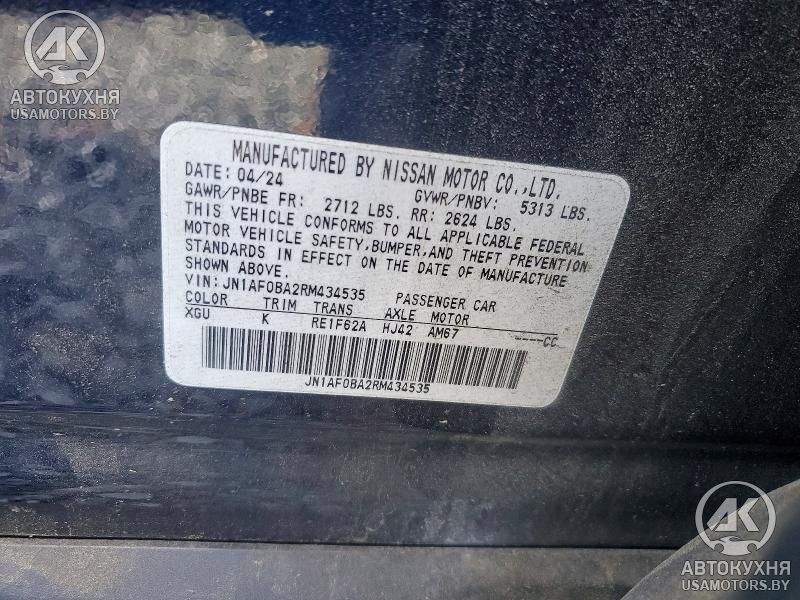 АК
АВТОКУХНЯ
USAMOTORS.BY
MANUFACTURED BY NISSAN MOTOR CO.,LTD.
DATE: 04/24 GVWR/PNBV: 5313 LBS.
GAWR/PNBE FR: 2712 LBS. RR: 2624 LBS.
THIS VEHICLE CONFORMS TO ALL APPLICABLE FEDERAL
MOTOR VEHICLE SAFETY,BUMPER,AND THEFT PREVENTION
STANDARDS IN EFFECT ON THE DATE OF MANUFACTURE
SHOWN ABOVE.
VIN: JN1AF0BA2RM434535 PASSENGER CAR
COLOR TRIM TRANS AXLE MOTOR
XGU K RE1F62A HJ42 AM67 ----CC
JN1AF0BA2RM434535
АК
АВТОКУХНЯ
USAMOTORS.BY